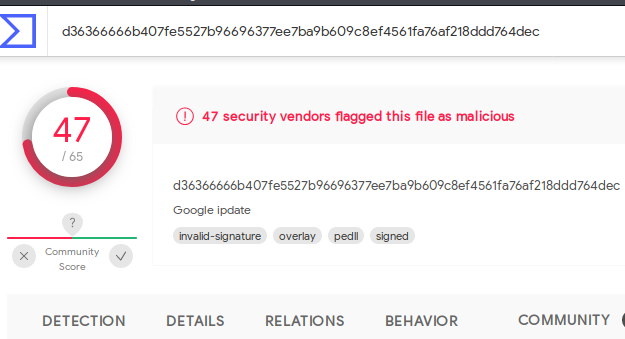 d36366666b407fe5527b96696377ee7ba9b609c8ef4561fa76af218ddd764dec
47
/ 65
47 security vendors flagged this file as malicious
d36366666b407fe5527b96696377ee7ba9b609c8ef4561fa76af218ddd764dec
Google ipdate
invalid-signature overlay pedll signed
?
Community
Score
DETECTION DETAILS RELATIONS BEHAVIOR COMMUNITY